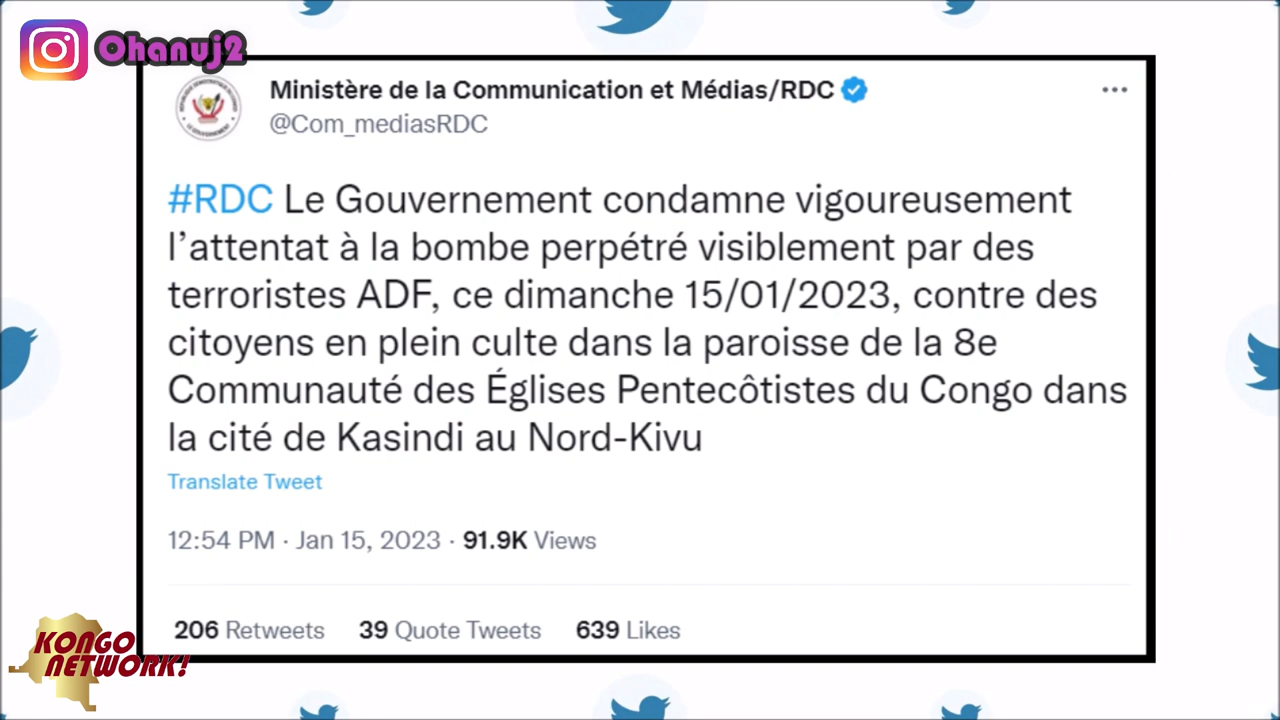 Ohanuj2
Ministère de la Communication et Médias/RDC
@Com_mediasRDC
#RDC Le Gouvernement condamne vigoureusement
l’attentat à la bombe perpétré visiblement par des
terroristes ADF, ce dimanche 15/01/2023, contre des
citoyens en plein culte dans la paroisse de la 8e
Communauté des Églises Pentecôtistes du Congo dans
la cité de Kasindi au Nord-Kivu
Translate Tweet
12:54 PM · Jan 15, 2023 · 91.9K Views
206 Retweets 39 Quote Tweets 639 Likes
KONGO
NETWORK!